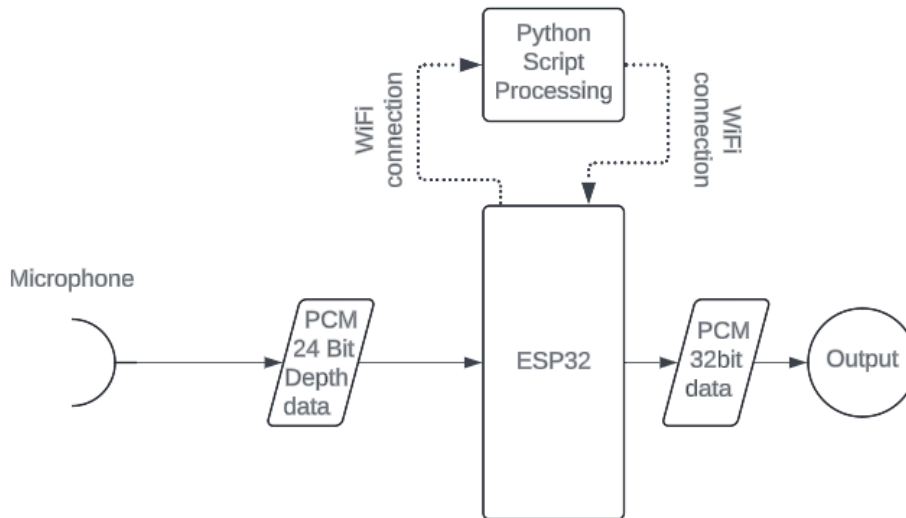 Python
Script
Processing
WiFi
connection
WiFi
connection
Microphone
PCM
24 Bit
Depth
data
ESP32
PCM
32bit
data
Output